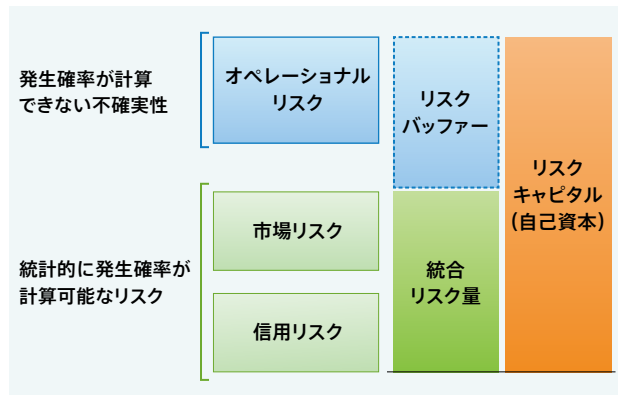 発生確率が計算
できない不確実性
オペレーショナル
リスク
リスク
バッファー
リスク
キャピタル
(自己資本)
統計的に発生確率が
計算可能なリスク
市場リスク
信用リスク
統合
リスク量